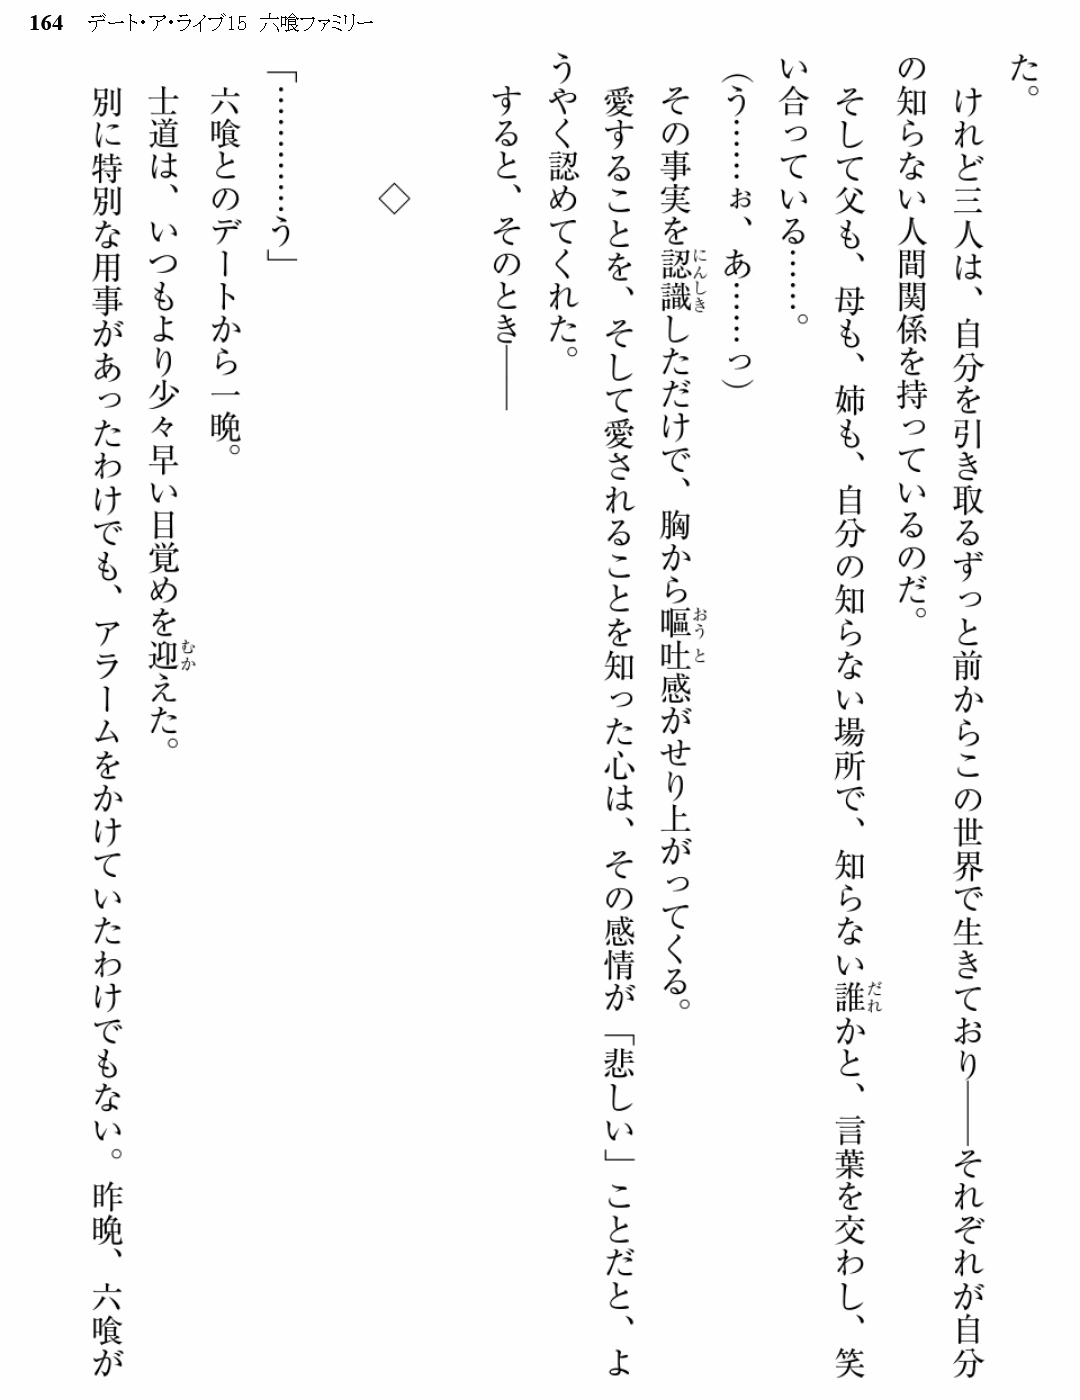 164 デート・ア・ライブ15 六喰ファミリー
た。
けれど三人は、自分を引き取るずっと前からこの世界で生きており――それぞれが自分
の知らない人間関係を持っているのだ。
そして父も、母も、姉も、自分の知らない場所で、知らない誰かと、言葉を交わし、笑
い合っている……。
(う……ぉ、あ……っ)
その事実を認識しただけで、胸から嘔吐感がせり上がってくる。
愛することを、そして愛されることを知った心は、その感情が「悲しい」ことだと、よ
うやく認めてくれた。
すると、そのとき――
◇
「…………う」
六喰とのデートから一晩。
士道は、いつもより少々早い目覚めを迎えた。
別に特別な用事があったわけでも、アラームをかけていたわけでもない。昨晩、六喰が